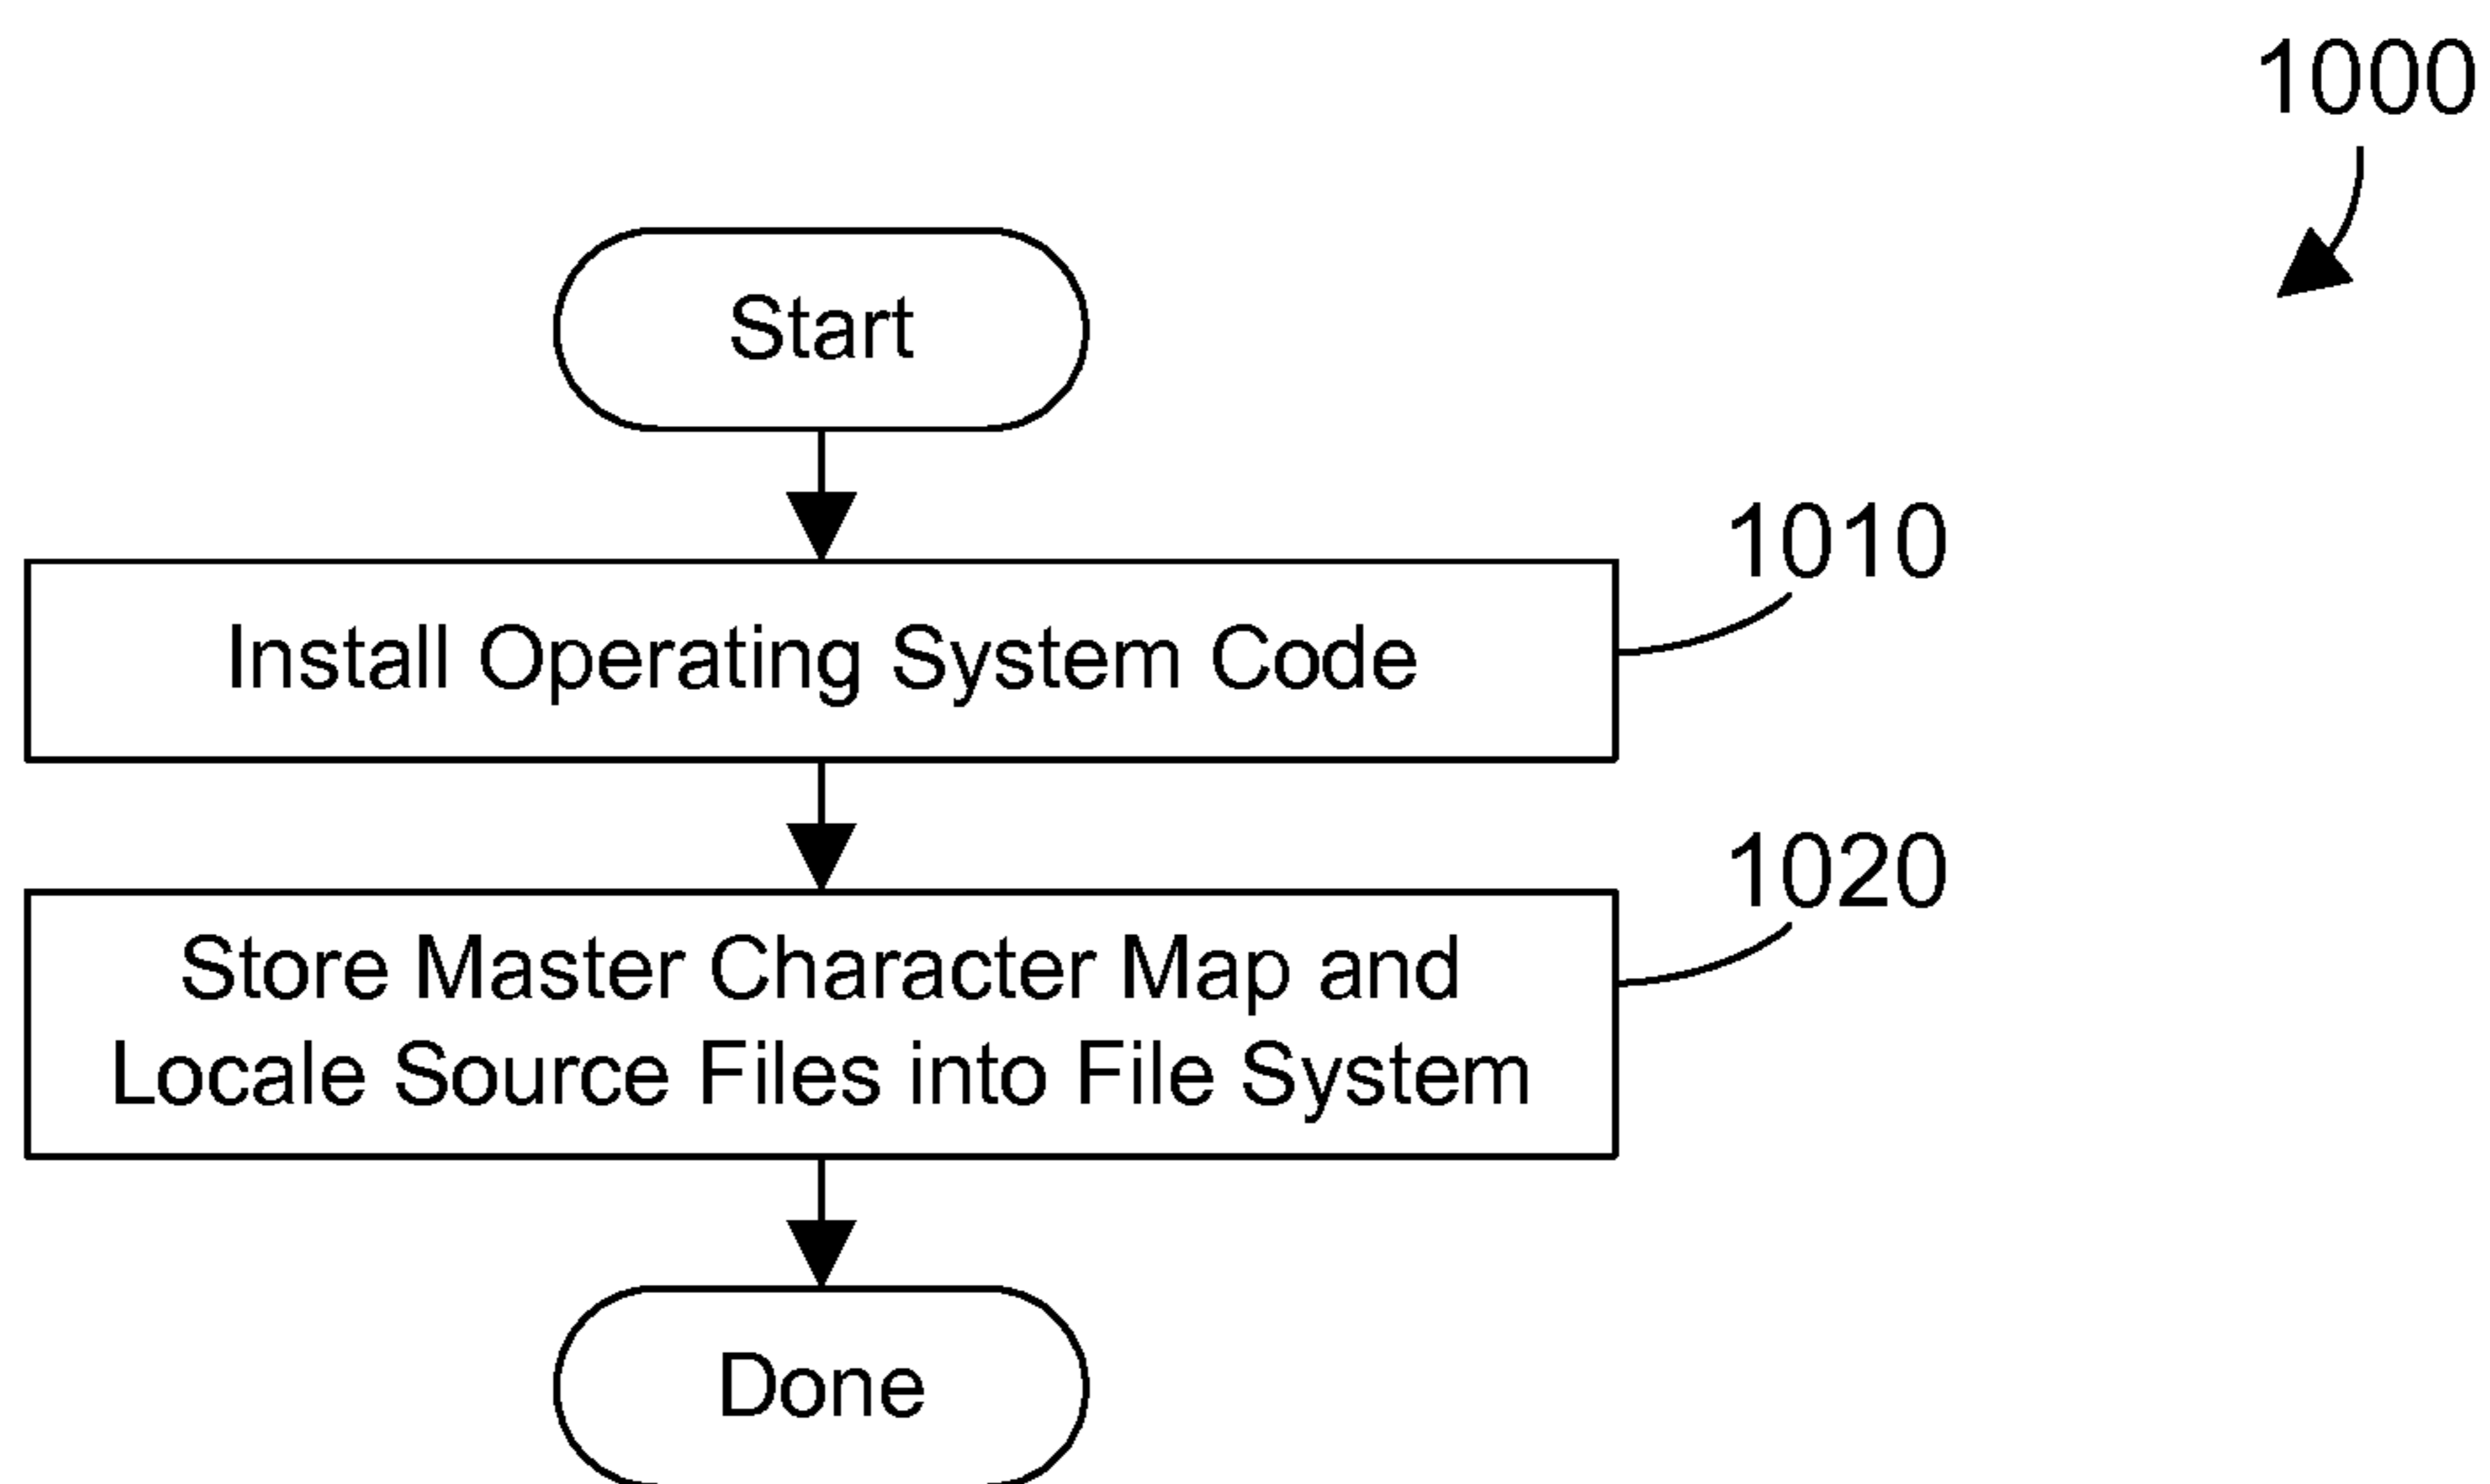 1000
Start
1010
Install Operating System Code
1020
Store Master Character Map and
Locale Source Files into File System
Done